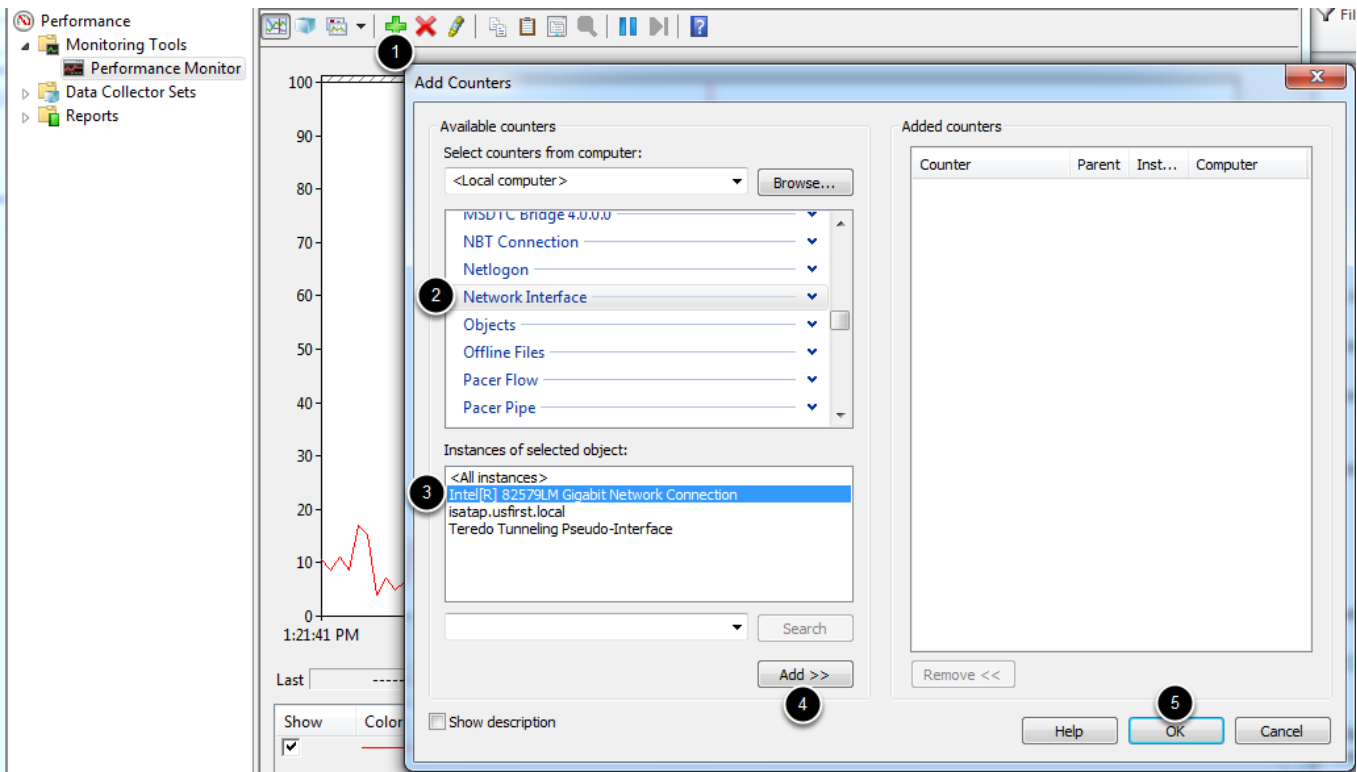 Performance
Monitoring Tools
Performance Monitor
Data Collector Sets
Reports
Fil
1
100
90
80
70
60
50
40
30
20
10
0
1:21:41 PM
Last
-----
Show Color
Add Counters
X
Available counters
Select counters from computer:
<Local computer>
Browse...
MSDTC Bridge 4.0.0.0
NBT Connection
Netlogon
2
Network Interface
Objects
Offline Files
Pacer Flow
Pacer Pipe
Instances of selected object:
<All instances>
3
Intel[R] 82579LM Gigabit Network Connection
isatap.usfirst.local
Teredo Tunneling Pseudo-Interface
Search
Add >>
4
Show description
Added counters
Counter Parent Inst... Computer
Remove <<
5
Help OK Cancel